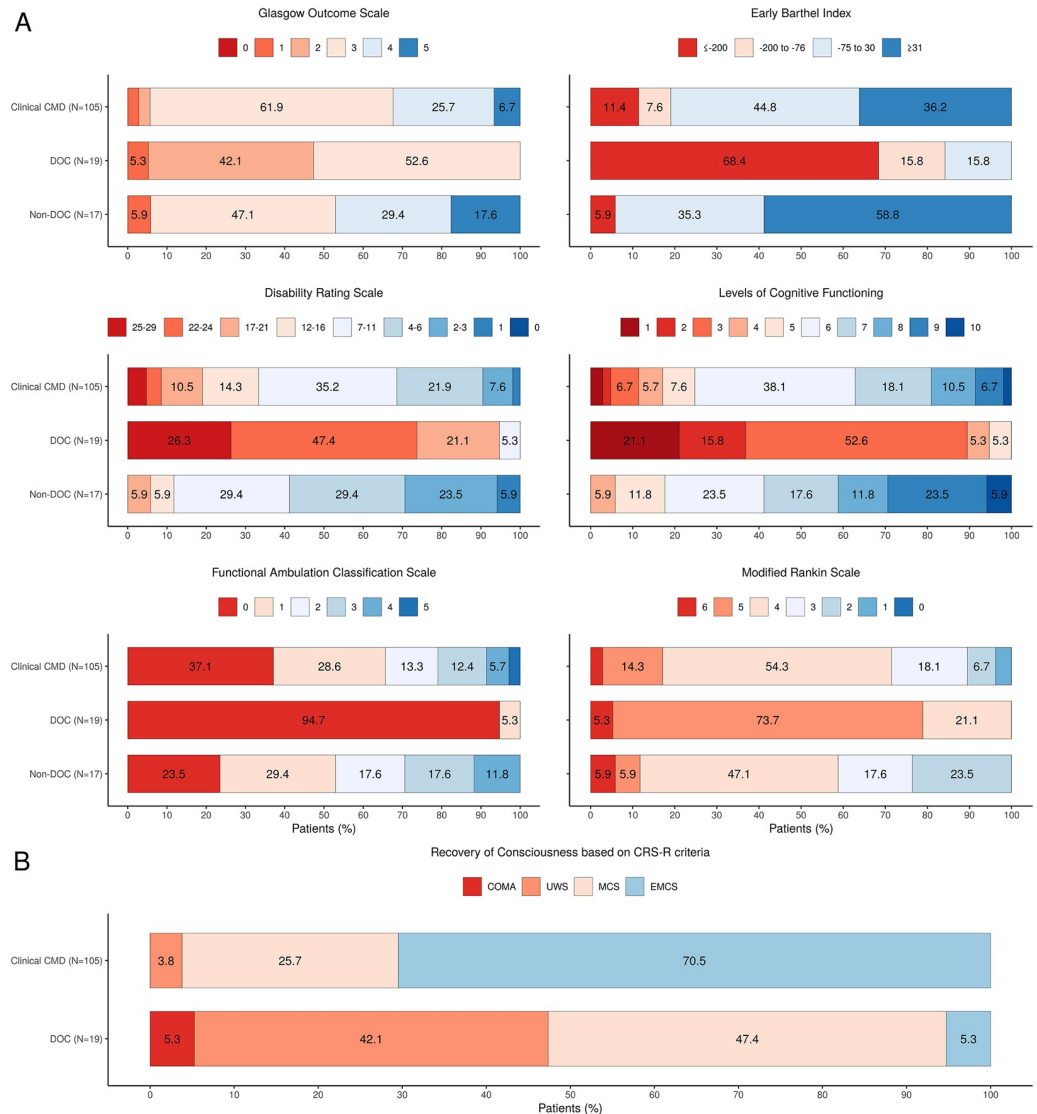 A
Glasgow Outcome Scale
0 1 2 3 4 5
Clinical CMD (N=105) 61.9 25.7 6.7
DOC (N=19) 5.3 42.1 52.6
Non-DOC (N=17) 5.9 47.1 29.4 17.6
0 10 20 30 40 50 60 70 80 90 100
Early Barthel Index
≤-200 -200 to -76 -75 to 30 ≥31
11.4 7.6 44.8 36.2
68.4 15.8 15.8
5.9 35.3 58.8
0 10 20 30 40 50 60 70 80 90 100
Disability Rating Scale
25-29 22-24 17-21 12-16 7-11 4-6 2-3 1 0
Clinical CMD (N=105) 10.5 14.3 35.2 21.9 7.6
DOC (N=19) 26.3 47.4 21.1 5.3
Non-DOC (N=17) 5.9 5.9 29.4 29.4 23.5 5.9
0 10 20 30 40 50 60 70 80 90 100
Levels of Cognitive Functioning
1 2 3 4 5 6 7 8 9 10
6.7 5.7 7.6 38.1 18.1 10.5 6.7
21.1 15.8 52.6 5.3 5.3
5.9 11.8 23.5 17.6 11.8 23.5 5.9
0 10 20 30 40 50 60 70 80 90 100
Functional Ambulation Classification Scale
0 1 2 3 4 5
Clinical CMD (N=105) 37.1 28.6 13.3 12.4 5.7
DOC (N=19) 94.7 5.3
Non-DOC (N=17) 23.5 29.4 17.6 17.6 11.8
0 10 20 30 40 50 60 70 80 90 100
Patients (%)
Modified Rankin Scale
6 5 4 3 2 1 0
14.3 54.3 18.1 6.7
5.3 73.7 21.1
5.9 5.9 47.1 17.6 23.5
0 10 20 30 40 50 60 70 80 90 100
Patients (%)
B
Recovery of Consciousness based on CRS-R criteria
COMA UWS MCS EMCS
Clinical CMD (N=105) 3.8 25.7 70.5
DOC (N=19) 5.3 42.1 47.4 5.3
0 10 20 30 40 50 60 70 80 90 100
Patients (%)